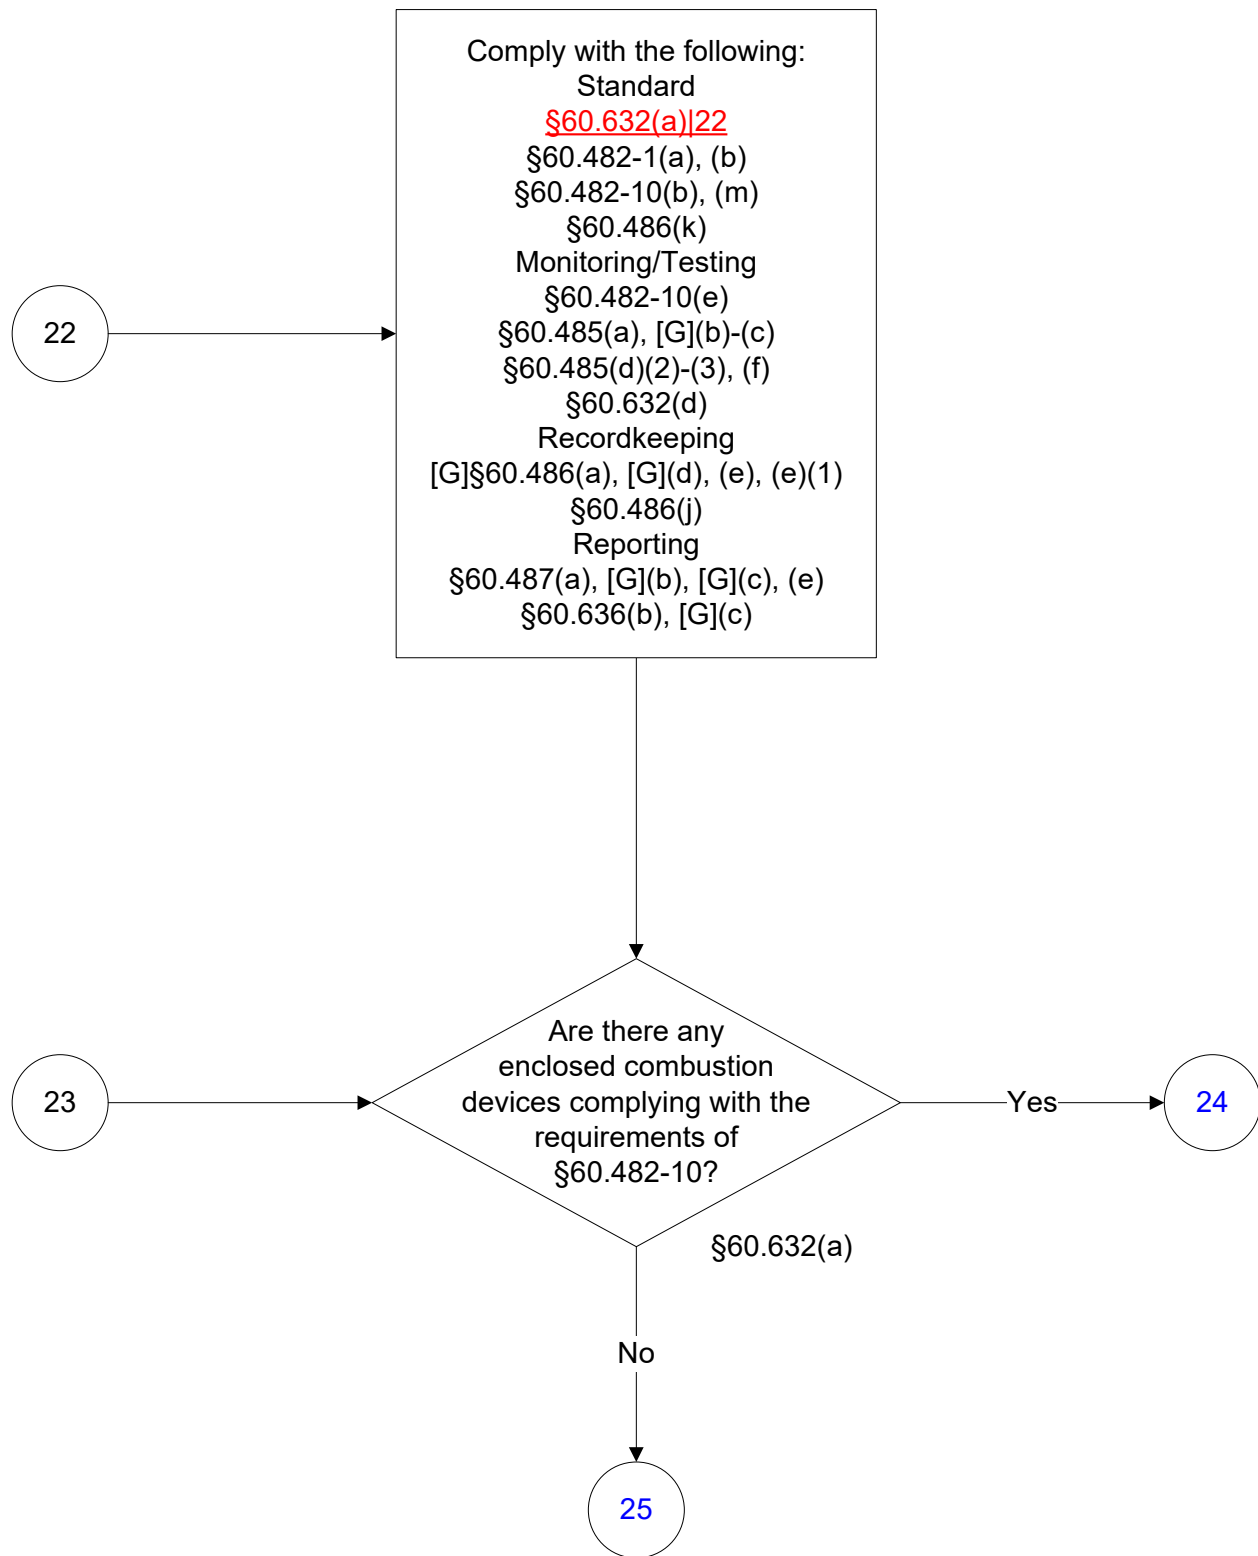 Comply with the following:
Standard
§60.632(a)|22
§60.482-1(a), (b)
§60.482-10(b), (m)
§60.486(k)
Monitoring/Testing
§60.482-10(e)
§60.485(a), [G](b)-(c)
§60.485(d)(2)-(3), (f)
§60.632(d)
Recordkeeping
[G]§60.486(a), [G](d), (e), (e)(1)
§60.486(j)
Reporting
§60.487(a), [G](b), [G](c), (e)
§60.636(b), [G](c)
22
Are there any
enclosed combustion
devices complying with the
requirements of
§60.482-10?
23
Yes
24
§60.632(a)
No
25